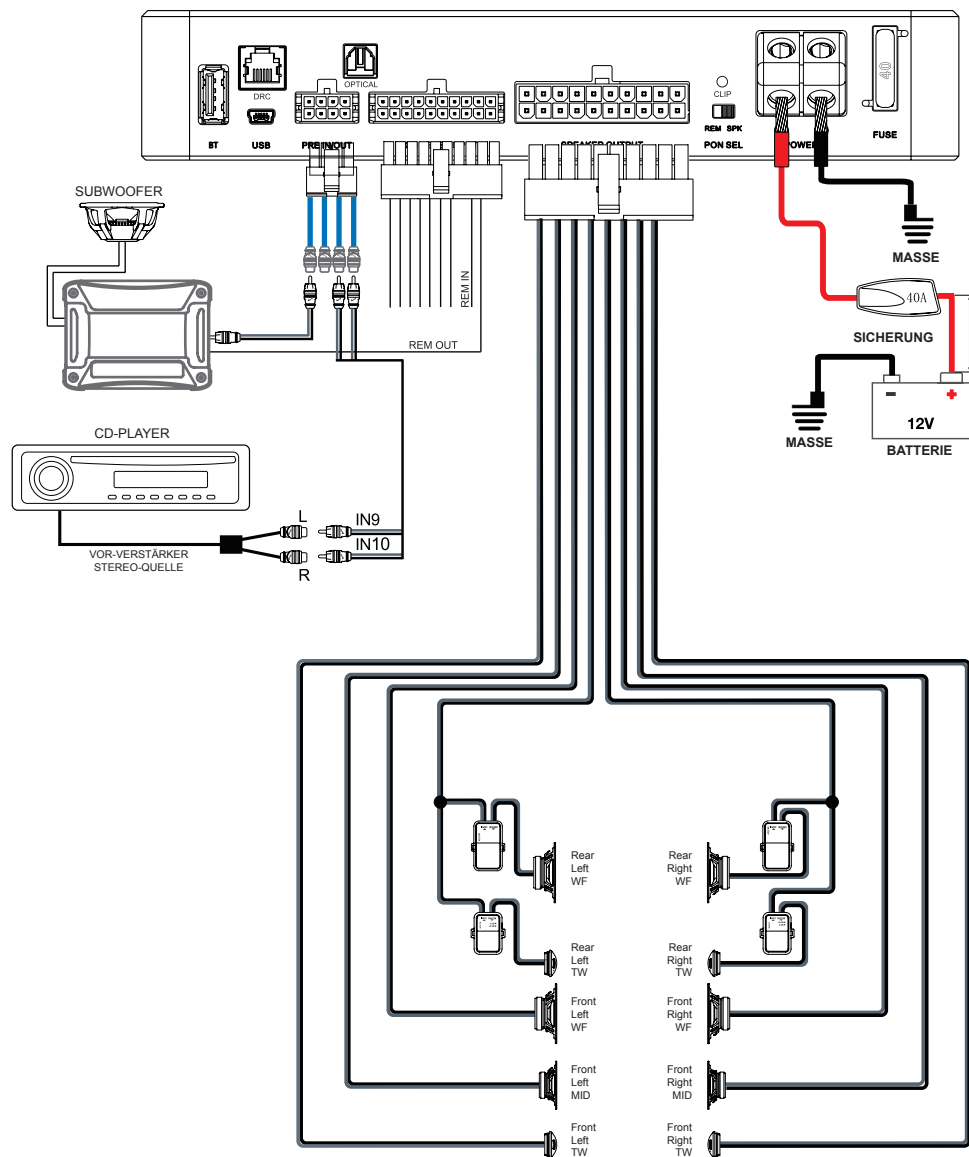 OPTICAL
DRC
CLIP
REM SPK
BT
USB
PRE IN/OUT
SPEAKER OUTPUT
PON SEL
POWER
40
FUSE
SUBWOOFER
REM IN
REM OUT
MASSE
40A
SICHERUNG
- +
12V
MASSE
BATTERIE
CD-PLAYER
L
IN9
IN10
R
VOR-VERSTÄRKER
STEREO-QUELLE
Rear
Left
WF
Rear
Right
WF
Rear
Left
TW
Rear
Right
TW
Front
Left
WF
Front
Right
WF
Front
Left
MID
Front
Right
MID
Front
Left
TW
Front
Right
TW